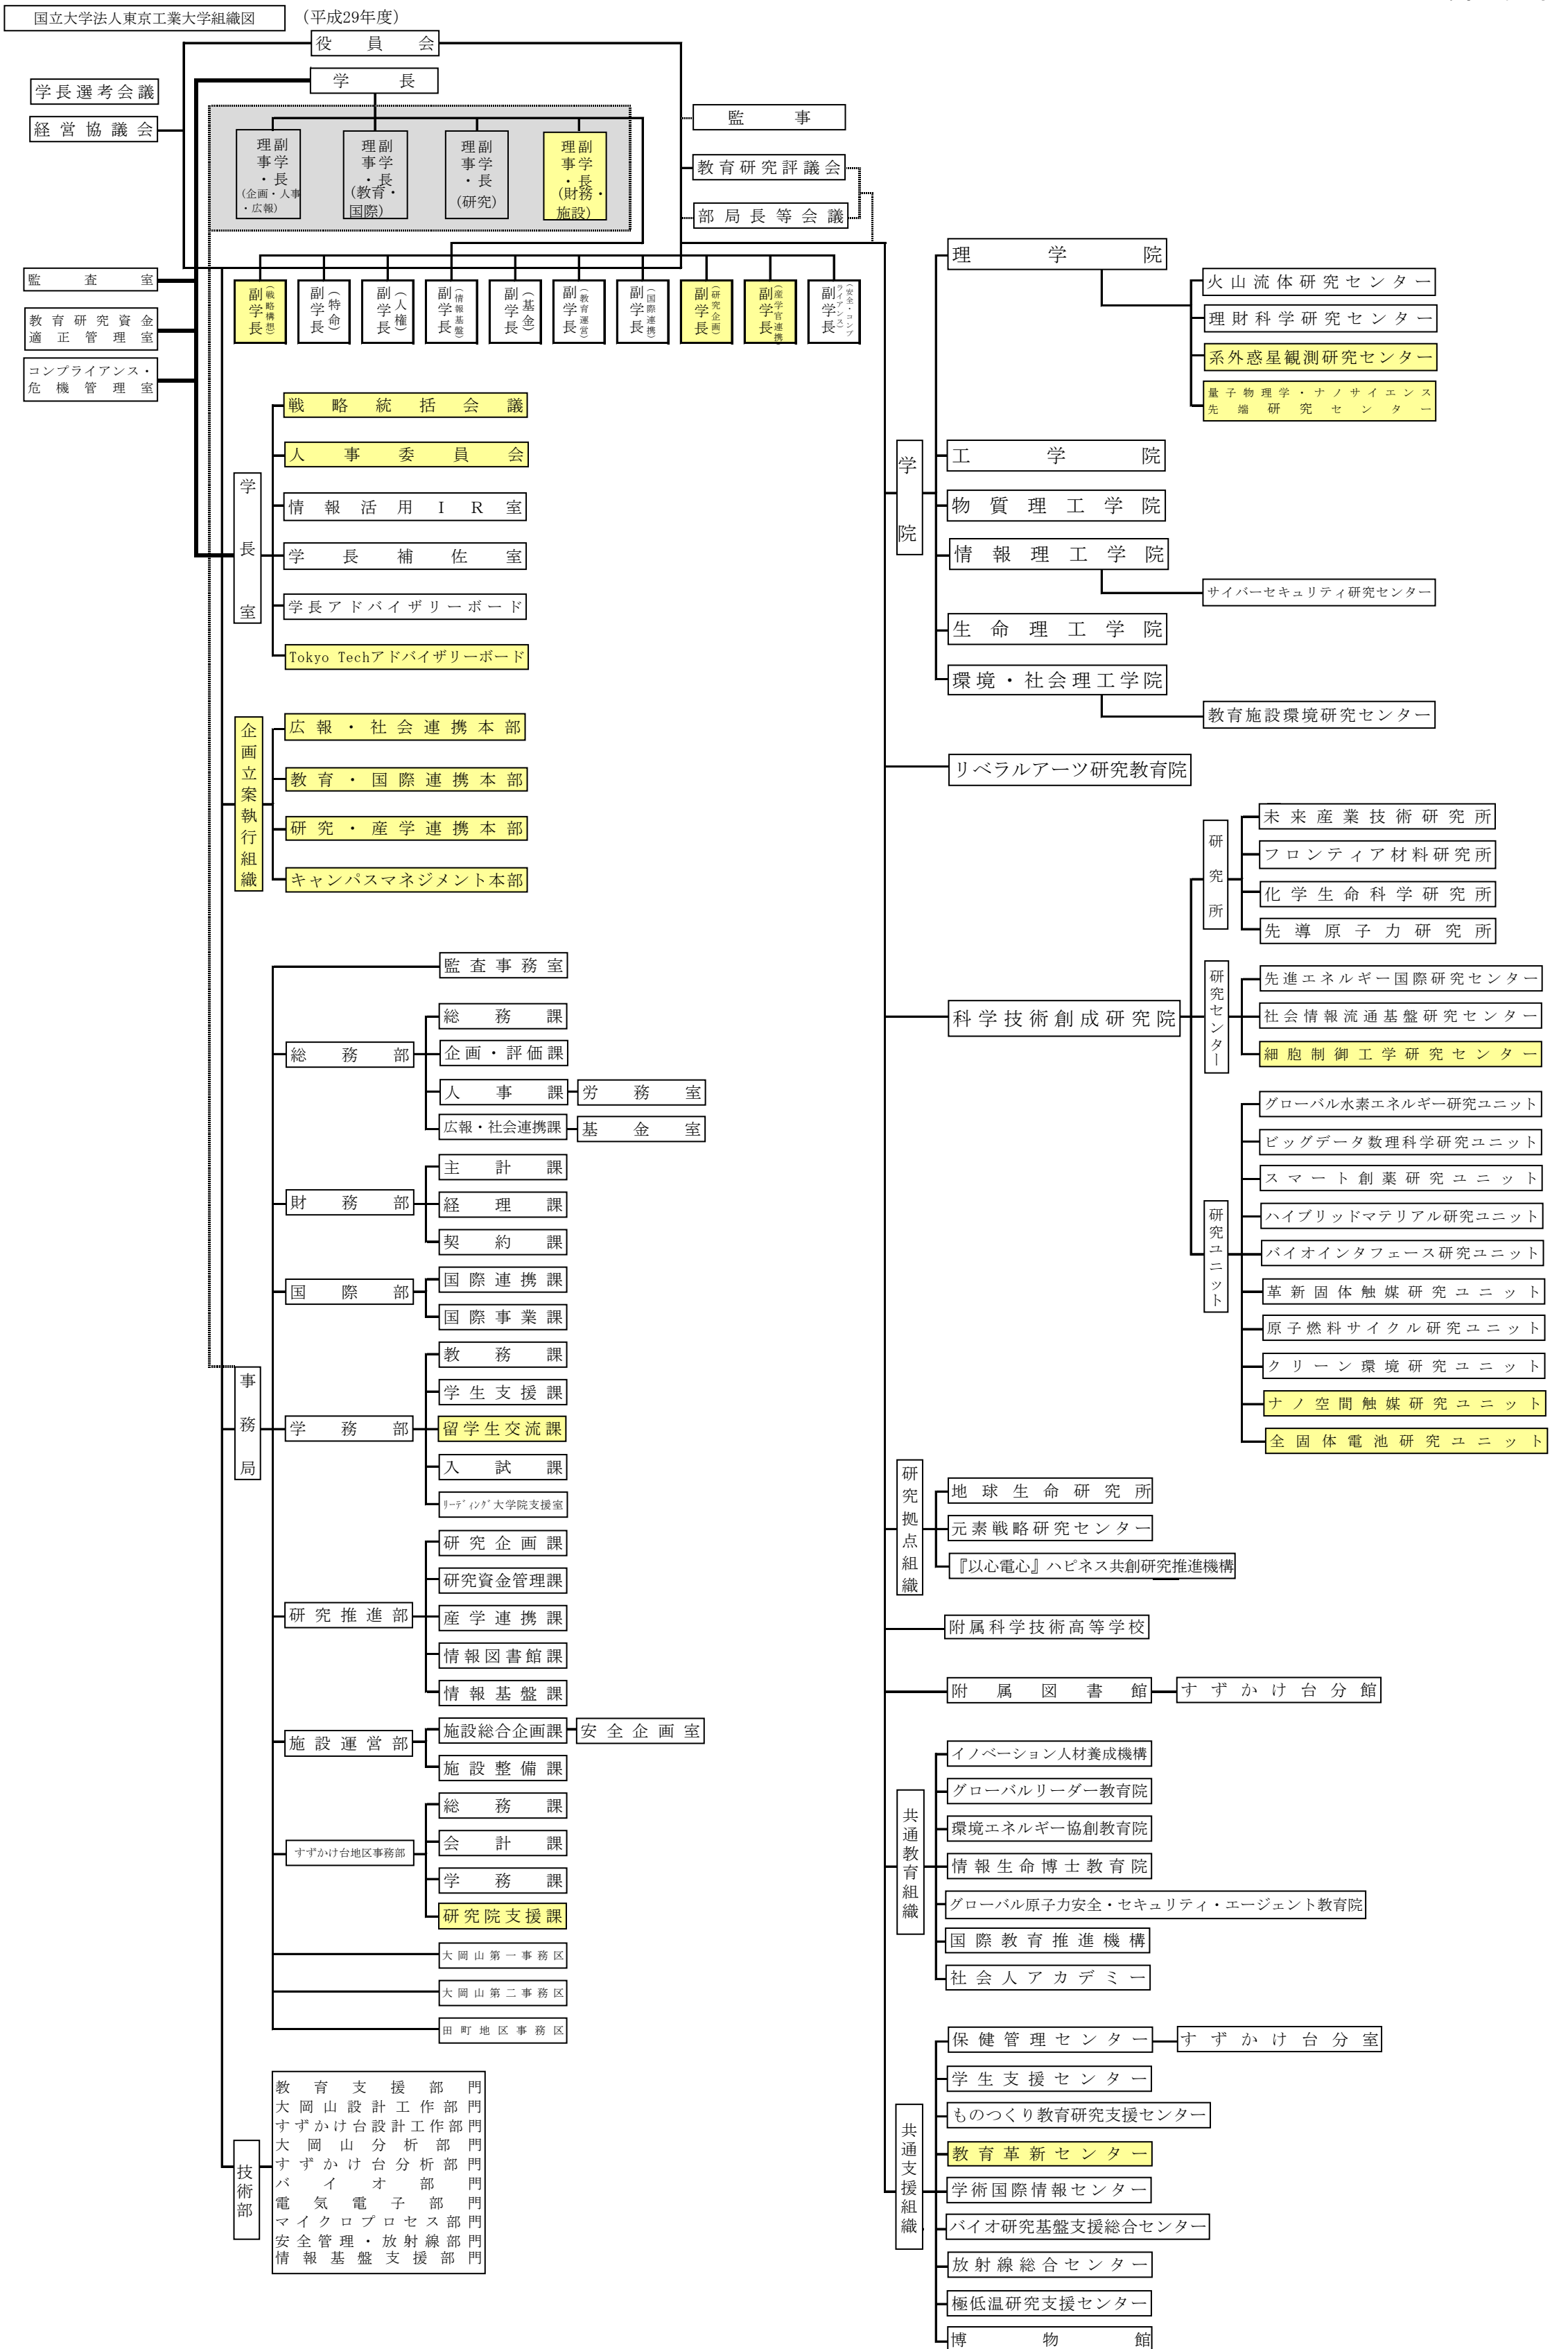 国立大学法人東京工業大学組織図
（平成29年度）
役員会
学長
学長選考会議
経営協議会
監事
教育研究評議会
部局長等会議
理事・副学長
(企画・人事・広報)
理事・副学長
(教育・国際)
理事・副学長
(研究)
理事・副学長
(財務・施設)
監査室
教育研究資金
適正管理室
コンプライアンス・
危機管理室
副学長（戦略構想）
副学長（特命）
副学長（人権）
副学長（情報基盤）
副学長（基金）
副学長（教育運営）
副学長（国際連携）
副学長（研究企画）
副学長（産学官連携）
副学長（安全・コンプライアンス）
学長室
戦略統括会議
人事委員会
情報活用ＩＲ室
学長補佐室
学長アドバイザリーボード
Tokyo Techアドバイザリーボード
企画立案執行組織
広報・社会連携本部
教育・国際連携本部
研究・産学連携本部
キャンパスマネジメント本部
事務局
監査事務室
総務部
総務課
企画・評価課
人事課
労務室
広報・社会連携課
基金室
財務部
主計課
経理課
契約課
国際部
国際連携課
国際事業課
学務部
教務課
学生支援課
留学生交流課
入試課
ﾘｰﾃﾞｨﾝｸﾞ大学院支援室
研究推進部
研究企画課
研究資金管理課
産学連携課
情報図書館課
情報基盤課
施設運営部
施設総合企画課
安全企画室
施設整備課
すずかけ台地区事務部
総務課
会計課
学務課
研究院支援課
大岡山第一事務区
大岡山第二事務区
田町地区事務区
技術部
教育支援部門
大岡山設計工作部門
すずかけ台設計工作部門
大岡山分析部門
すずかけ台分析部門
バイオ部門
電気電子部門
マイクロプロセス部門
安全管理・放射線部門
情報基盤支援部門
学院
理学院
火山流体研究センター
理財科学研究センター
系外惑星観測研究センター
量子物理学・ナノサイエンス
先端研究センター
工学院
物質理工学院
情報理工学院
サイバーセキュリティ研究センター
生命理工学院
環境・社会理工学院
教育施設環境研究センター
リベラルアーツ研究教育院
科学技術創成研究院
研究所
未来産業技術研究所
フロンティア材料研究所
化学生命科学研究所
先導原子力研究所
研究センター
先進エネルギー国際研究センター
社会情報流通基盤研究センター
細胞制御工学研究センター
研究ユニット
グローバル水素エネルギー研究ユニット
ビッグデータ数理科学研究ユニット
スマート創薬研究ユニット
ハイブリッドマテリアル研究ユニット
バイオインタフェース研究ユニット
革新固体触媒研究ユニット
原子燃料サイクル研究ユニット
クリーン環境研究ユニット
ナノ空間触媒研究ユニット
全固体電池研究ユニット
研究拠点組織
地球生命研究所
元素戦略研究センター
『以心電心』ハピネス共創研究推進機構
附属科学技術高等学校
附属図書館
すずかけ台分館
共通教育組織
イノベーション人材養成機構
グローバルリーダー教育院
環境エネルギー協創教育院
情報生命博士教育院
グローバル原子力安全・セキュリティ・エージェント教育院
国際教育推進機構
社会人アカデミー
共通支援組織
保健管理センター
すずかけ台分室
学生支援センター
ものつくり教育研究支援センター
教育革新センター
学術国際情報センター
バイオ研究基盤支援総合センター
放射線総合センター
極低温研究支援センター
博物館